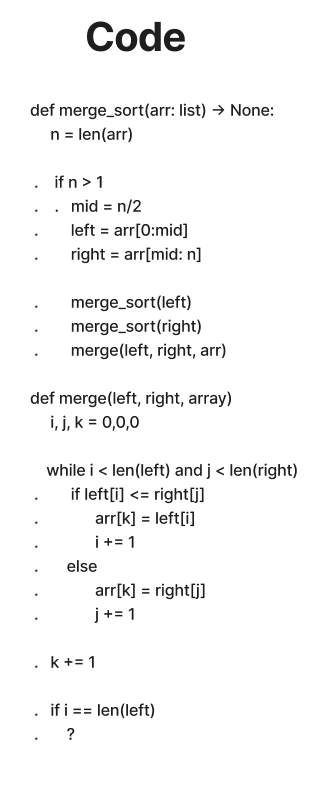 Code
def merge_sort(arr: list) → None:
n = len(arr)
. if n > 1
. . mid = n/2
. left = arr[0:mid]
. right = arr[mid: n]
. merge_sort(left)
. merge_sort(right)
. merge(left, right, arr)
def merge(left, right, array)
i, j, k = 0,0,0
while i < len(left) and j < len(right)
. if left[i] <= right[j]
. arr[k] = left[i]
. i += 1
. else
. arr[k] = right[j]
. j += 1
. k += 1
. if i == len(left)
. ?